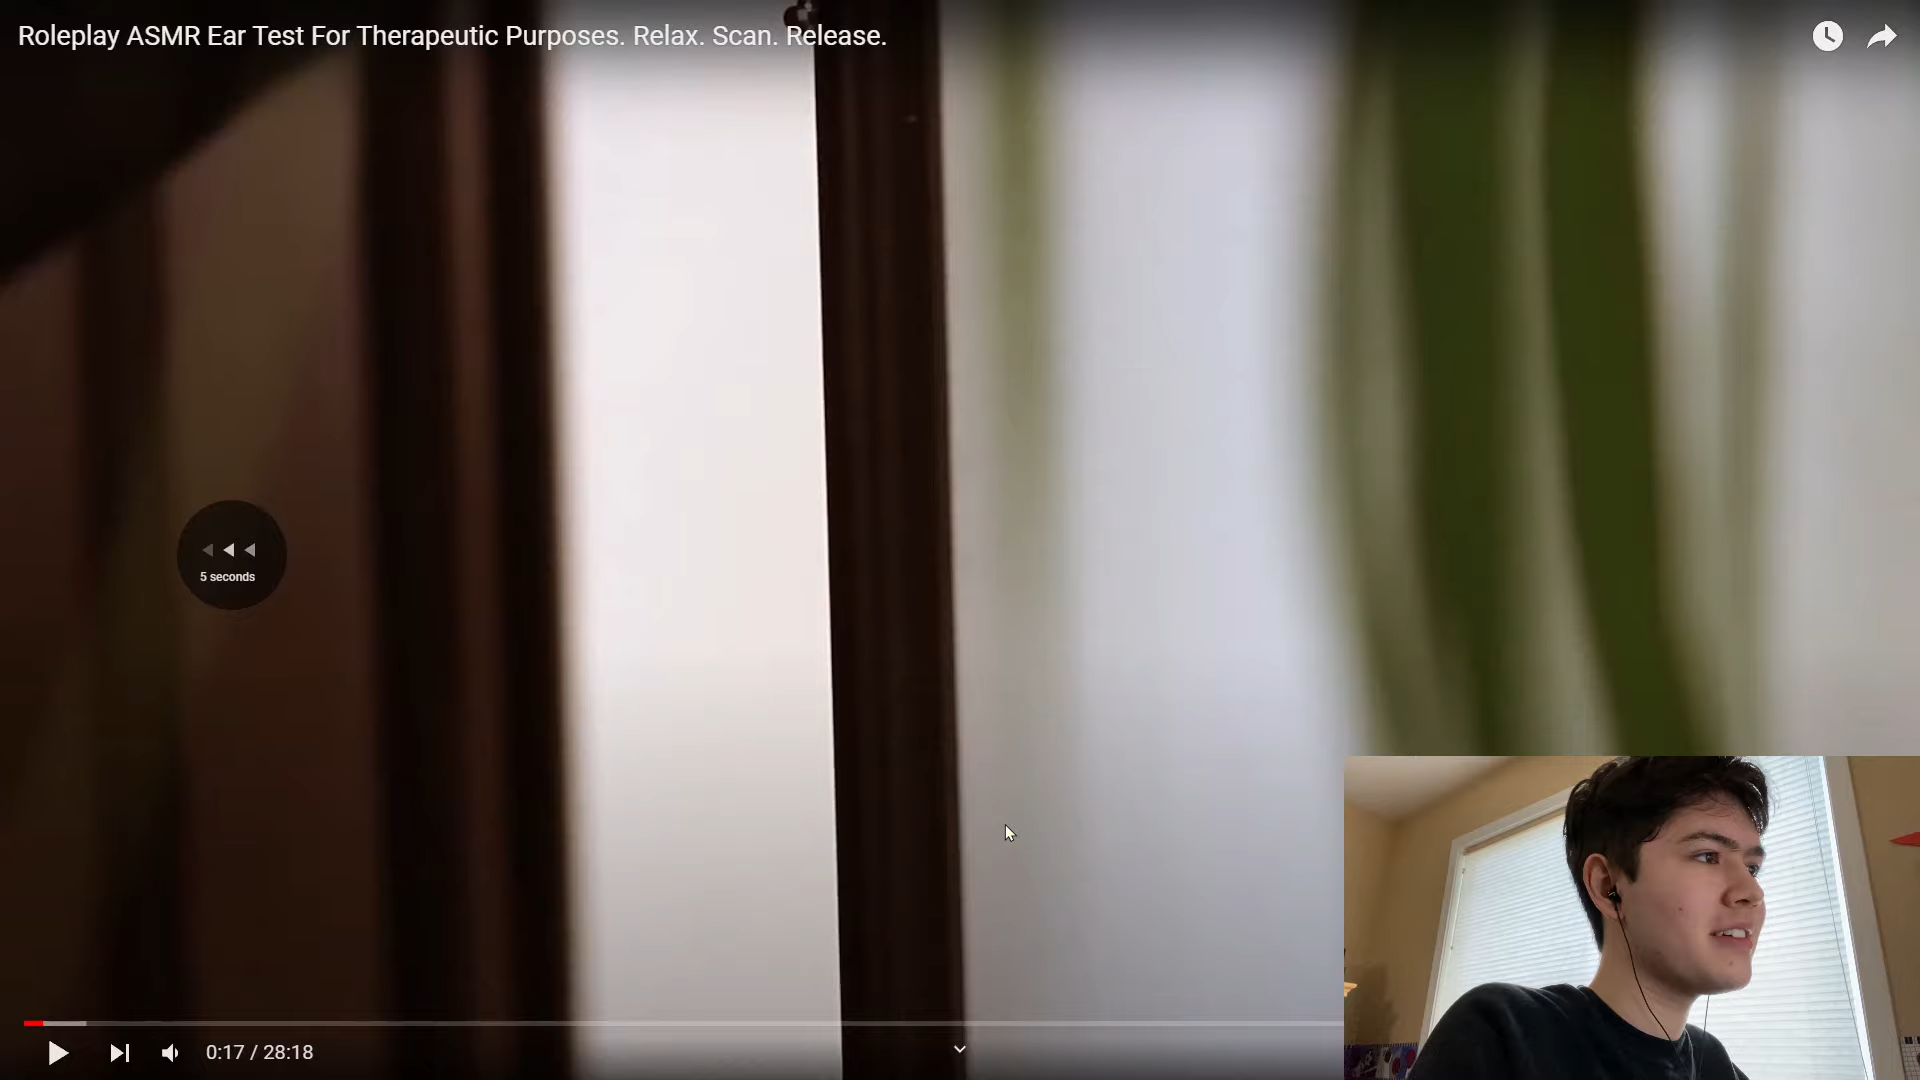 Roleplay ASMR Ear Test For Therapeutic Purposes. Relax. Scan. Release.
5 seconds
0:17 / 28:18